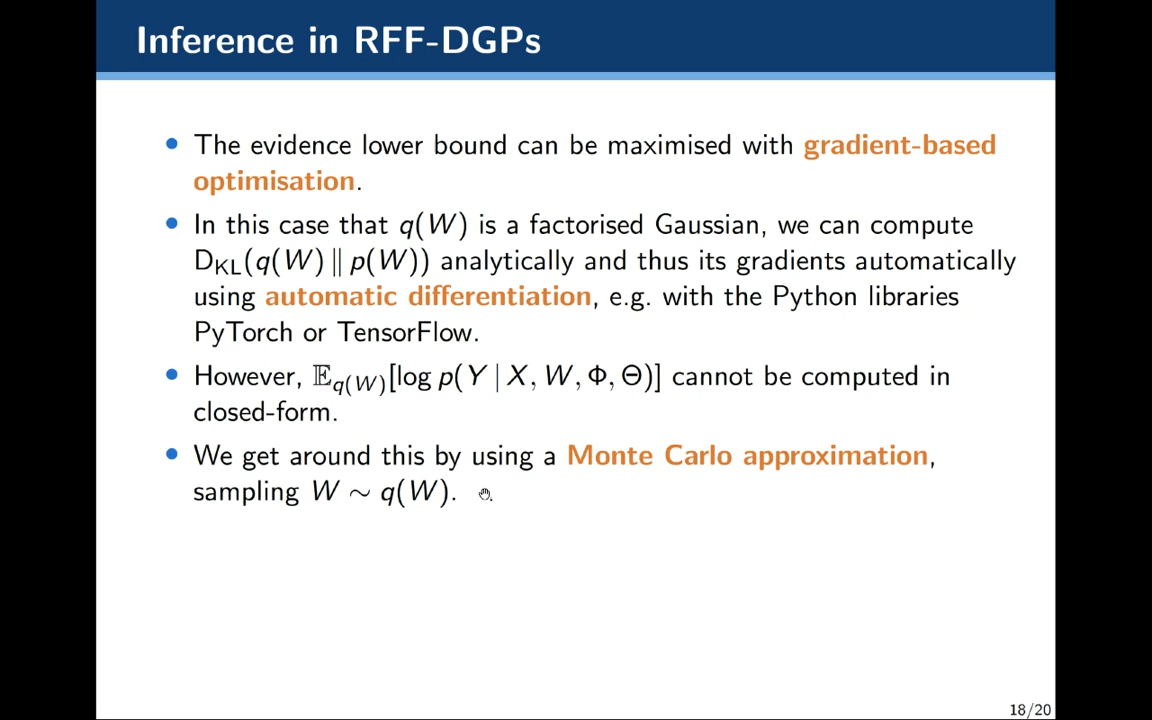 Inference in RFF-DGPs
• The evidence lower bound can be maximised with gradient-based
optimisation.
• In this case that q(W) is a factorised Gaussian, we can compute
D_KL(q(W) ∥ p(W)) analytically and thus its gradients automatically
using automatic differentiation, e.g. with the Python libraries
PyTorch or TensorFlow.
• However, 𝔼_q(W)[log p(Y | X, W, Φ, Θ)] cannot be computed in
closed-form.
• We get around this by using a Monte Carlo approximation,
sampling W ∼ q(W).
18/20